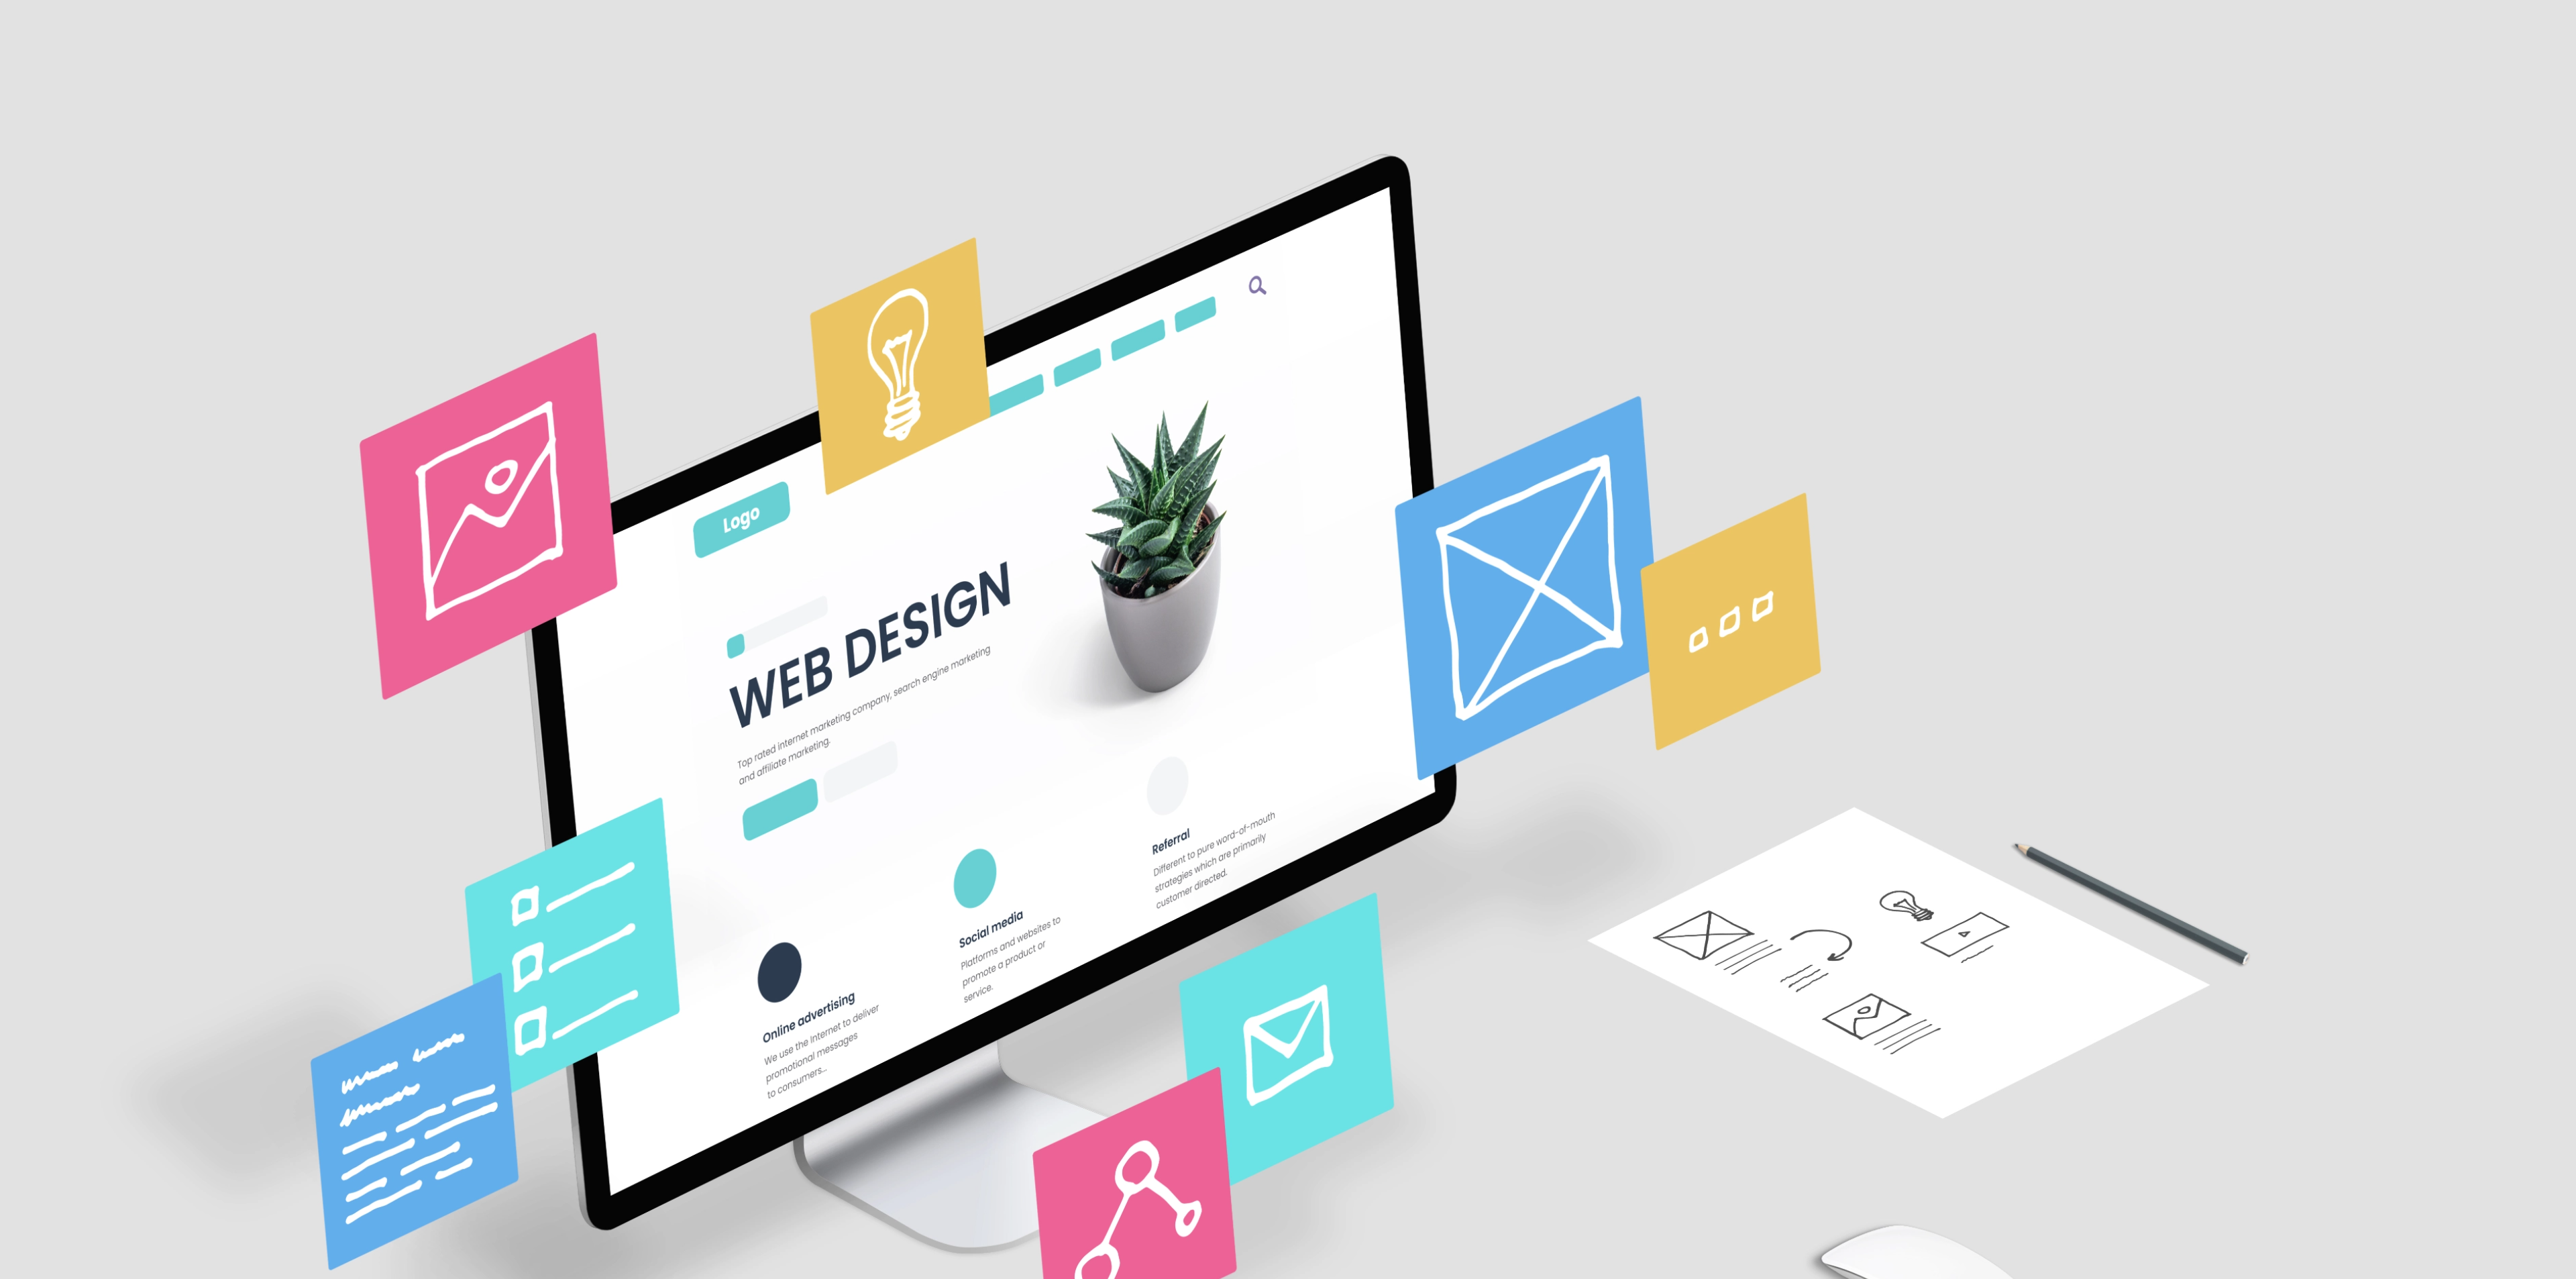 Logo
WEB DESIGN
Top rated internet marketing company, search engine marketing
and affiliate marketing.
Online advertising
We use the Internet to deliver
promotional messages
to consumers...
Social media
Platforms and websites to
promote a product or
service.
Referral
Different to pure word-of-mouth
strategies which are primarily
customer directed.